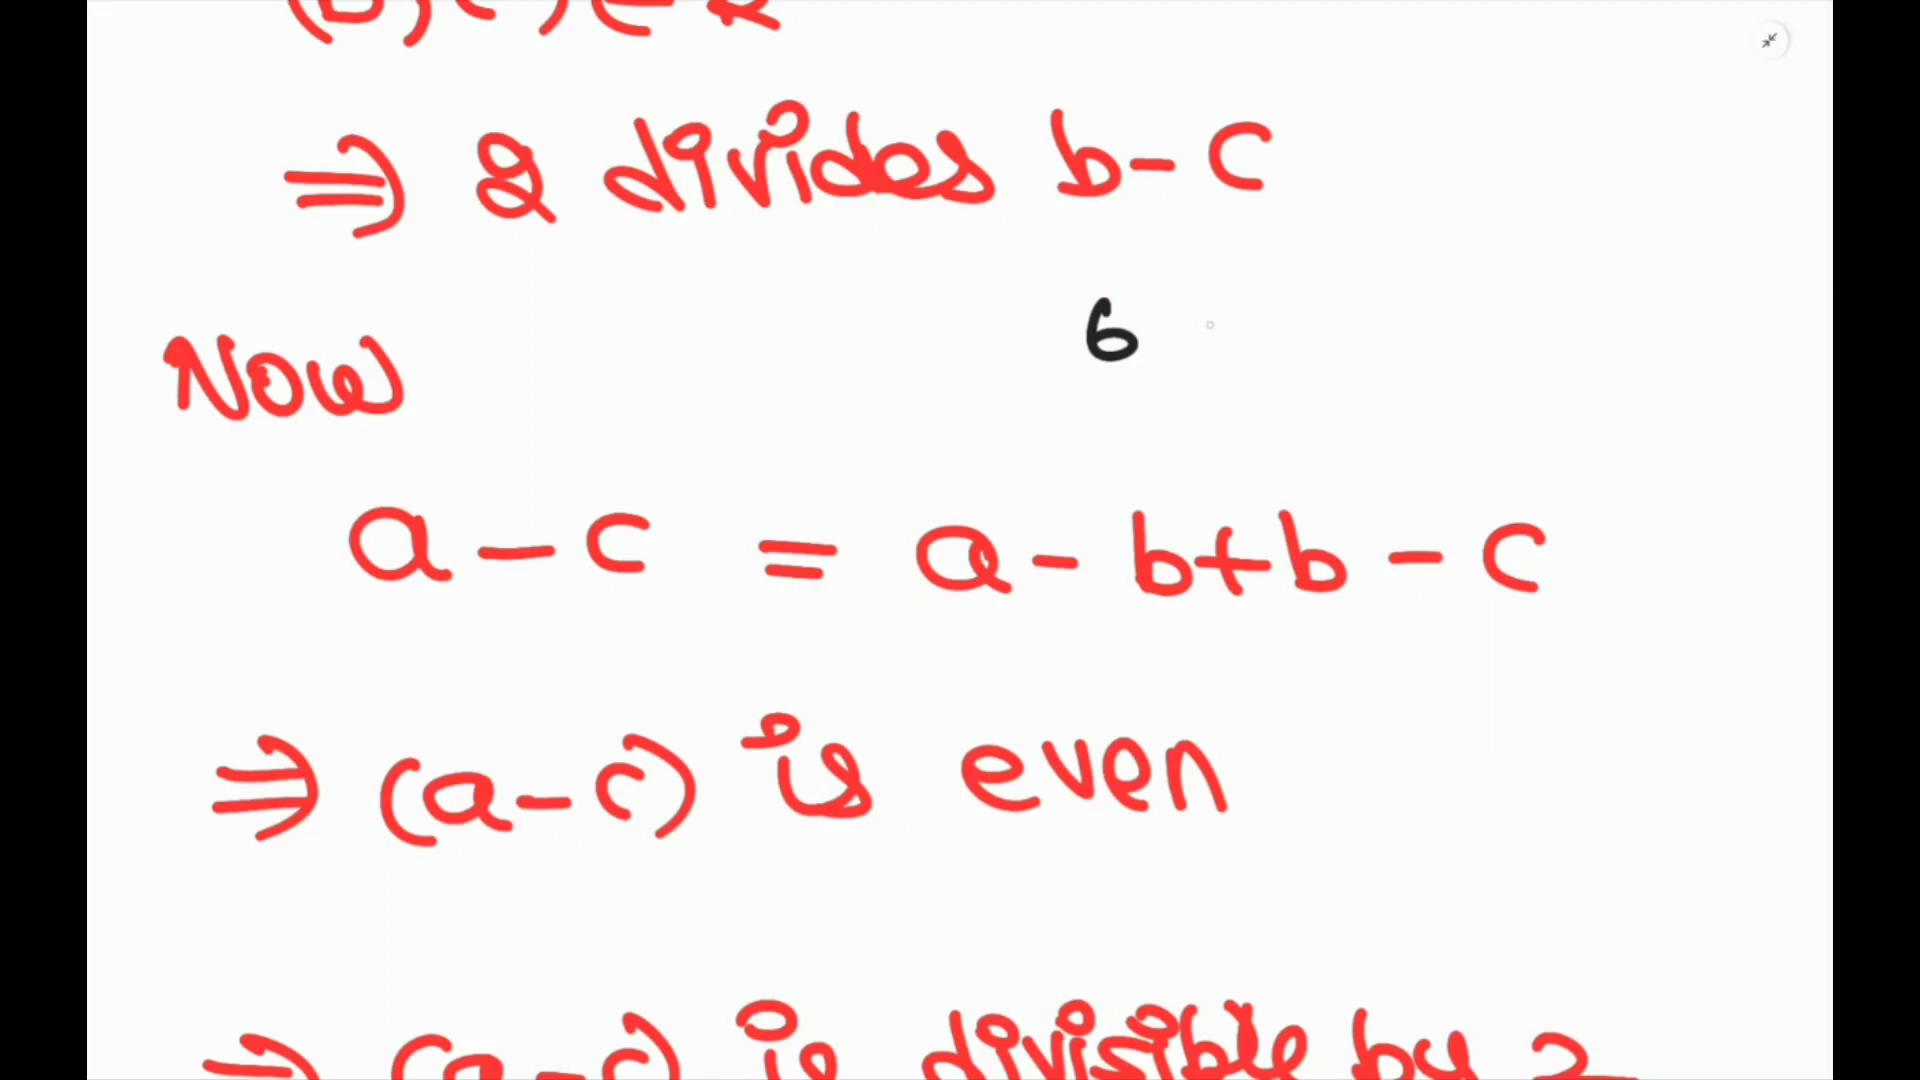 (b, c) ∈ R
⇒ 2 divides b - c
6
Now
a - c = a - b + b - c
⇒ (a - c) is even
⇒ (a - c) is divisible by 2